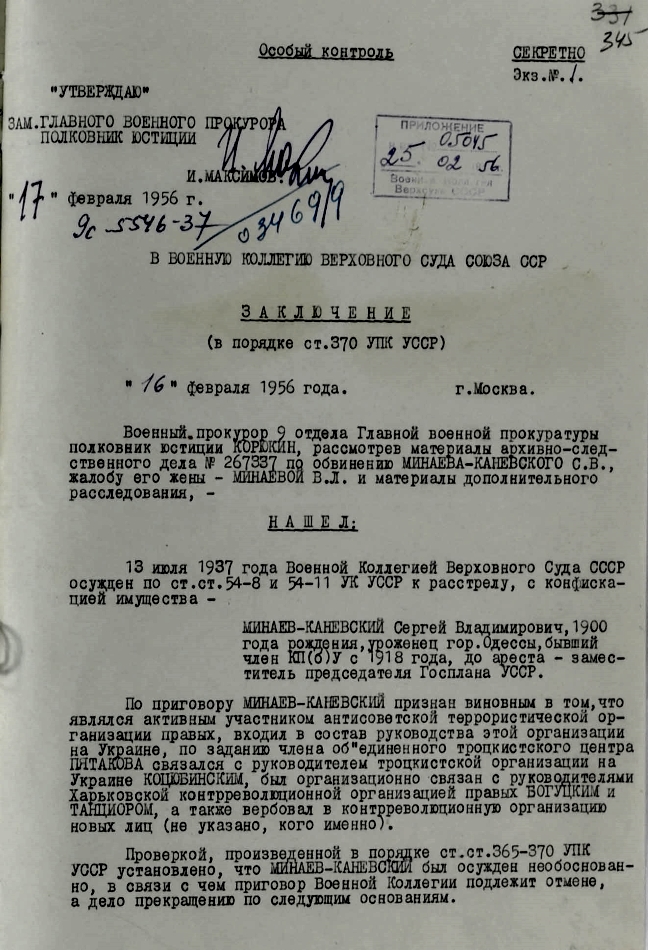 331
345
Особый контроль
СЕКРЕТНО
Экз.№.1.
"УТВЕРЖДАЮ"
ЗАМ.ГЛАВНОГО ВОЕННОГО ПРОКУРОРА
ПОЛКОВНИК ЮСТИЦИИ
И.МАКСИМОВ.
"17" февраля 1956 г.
ПРИЛОЖЕНИЕ
05045
25. 02 56.
9с 5546-37
03469/9
В ВОЕННУЮ КОЛЛЕГИЮ ВЕРХОВНОГО СУДА СОЮЗА ССР
ЗАКЛЮЧЕНИЕ
(в порядке ст.370 УПК УССР)
"16" февраля 1956 года. г.Москва.
Военный.прокурор 9 отдела Главной военной прокуратуры
полковник юстиции КОРЮКИН, рассмотрев материалы архивно-след-
ственного дела № 267337 по обвинению МИНАЕВА-КАНЕВСКОГО С.В.,
жалобу его жены - МИНАЕВОЙ В.Л. и материалы дополнительного
расследования, -
НАШЕЛ:
13 июля 1937 года Военной Коллегией Верховного Суда СССР
осужден по ст.ст.54-8 и 54-11 УК УССР к расстрелу, с конфиска-
цией имущества -
МИНАЕВ-КАНЕВСКИЙ Сергей Владимирович,1900
года рождения,уроженец гор.Одессы,бывший
член КП(б)У с 1918 года, до ареста - замес-
титель председателя Госплана УССР.
По приговору МИНАЕВ-КАНЕВСКИЙ признан виновным в том,что
являлся активным участником антисоветской террористической ор-
ганизации правых, входил в состав руководства этой организации
на Украине, по заданию члена об"единенного троцкистского центра
ПЯТАКОВА связался с руководителем троцкистской организации на
Украине КОЦЮБИНСКИМ, был организационно связан с руководителями
Харьковской контрреволюционной организацией правых БОГУЦКИМ и
ТАНЦИОРОМ, а также вербовал в контрреволюционную организацию
новых лиц (не указано, кого именно).
Проверкой, произведенной в порядке ст.ст.365-370 УПК
УССР установлено, что МИНАЕВ-КАНЕВСКИЙ был осужден необоснован-
но, в связи с чем приговор Военной Коллегии подлежит отмене,
а дело прекращению по следующим основаниям.